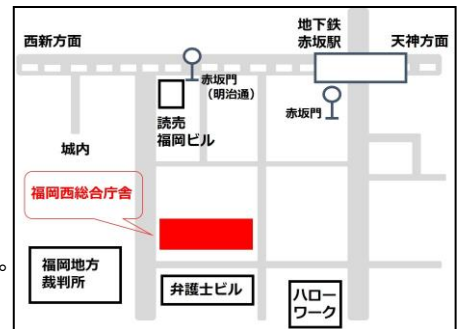 西新方面
地下鉄
赤坂駅
天神方面
赤坂門
（明治通）
赤坂門
読売
福岡ビル
城内
福岡西総合庁舎
。
福岡地方
裁判所
弁護士ビル
ハロー
ワーク